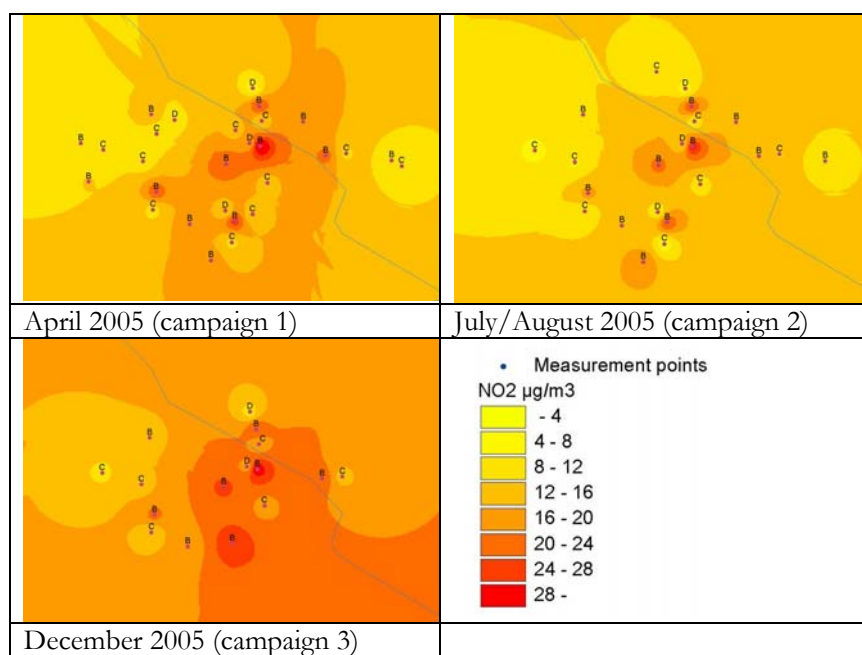 D
B
B D C B
C C
B C D B
B C
C B B C
B C
B
C D C
B B
C
B
C
D
B
B C B
D B
C B C
C B B
C
B
C D
B B
C
B
April 2005 (campaign 1)
July/August 2005 (campaign 2)
D
B
B C
D B
C B C
C B
C
B
C
B B
Measurement points
NO2 µg/m3
- 4
4 - 8
8 - 12
12 - 16
16 - 20
20 - 24
24 - 28
28 -
December 2005 (campaign 3)